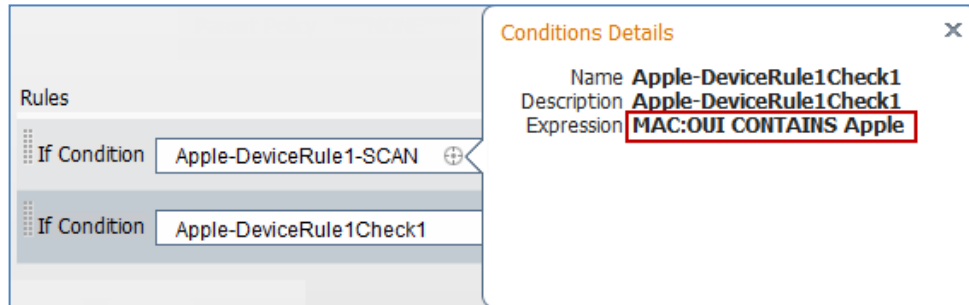 Conditions Details
Name Apple-DeviceRule1Check1
Description Apple-DeviceRule1Check1
Expression MAC:OUI CONTAINS Apple
Rules
If Condition Apple-DeviceRule1-SCAN
If Condition Apple-DeviceRule1Check1